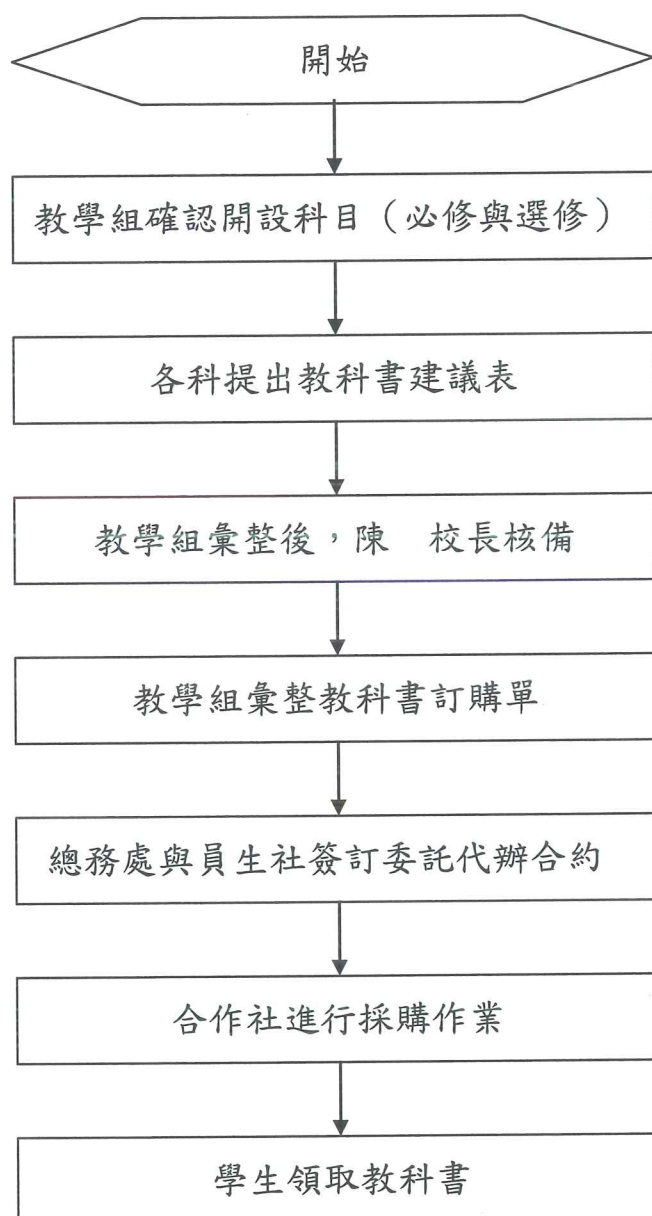 開始
教學組確認開設科目（必修與選修）
各科提出教科書建議表
教學組彙整後，陳　校長核備
教學組彙整教科書訂購單
總務處與員生社簽訂委託代辦合約
合作社進行採購作業
學生領取教科書